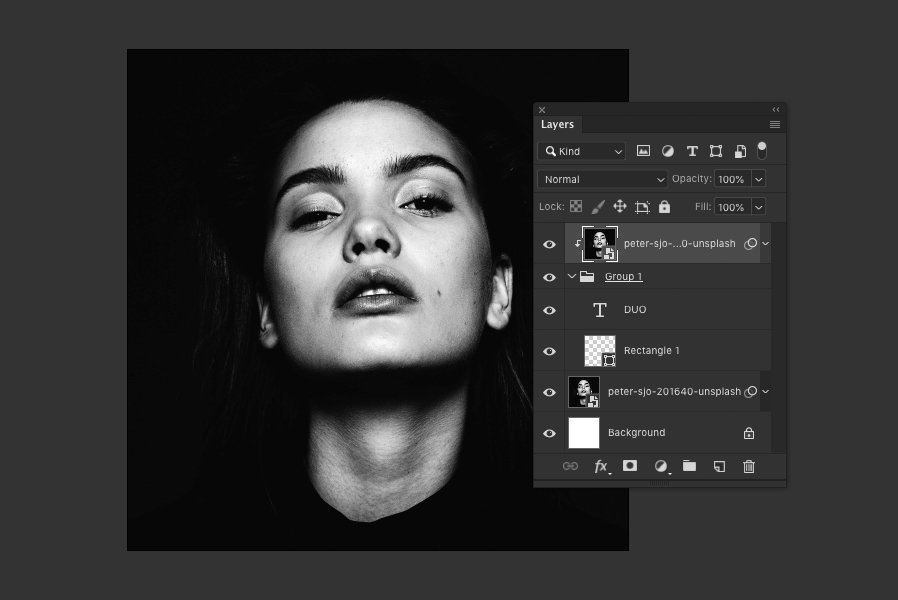 Layers
Kind
Normal Opacity: 100%
Lock: Fill: 100%
peter-sjo-...0-unsplash
Group 1
DUO
Rectangle 1
peter-sjo-201640-unsplash
Background
fx